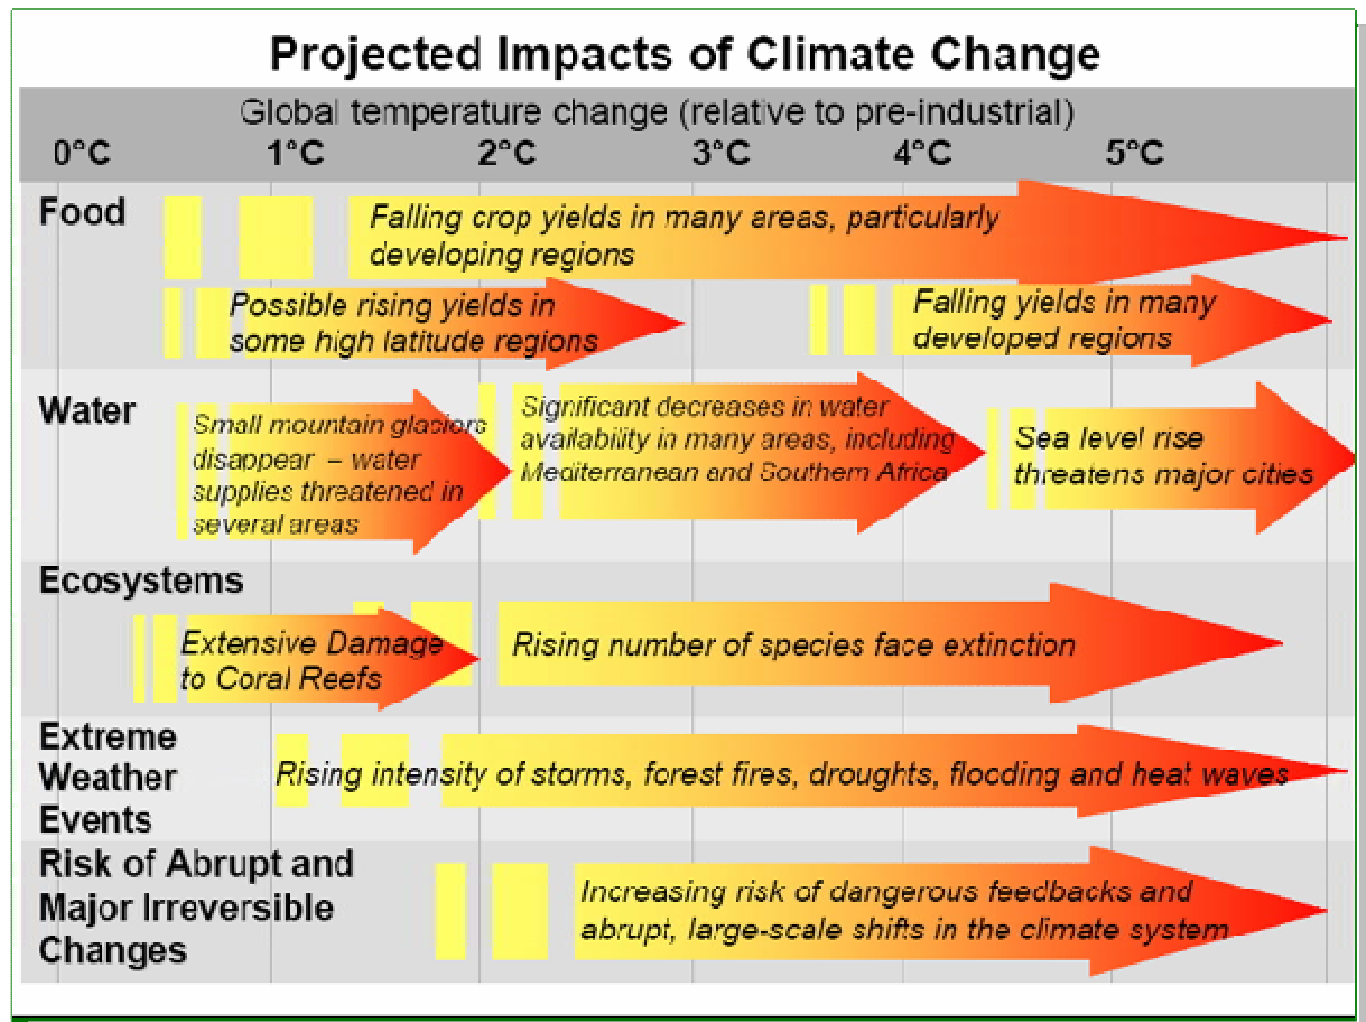 Projected Impacts of Climate Change
Global temperature change (relative to pre-industrial)
0°C 1°C 2°C 3°C 4°C 5°C
Food
Falling crop yields in many areas, particularly
developing regions
Possible rising yields in
some high latitude regions
Falling yields in many
developed regions
Water
Small mountain glaciers
disappear – water
supplies threatened in
several areas
Significant decreases in water
availability in many areas, including
Mediterranean and Southern Africa
Sea level rise
threatens major cities
Ecosystems
Extensive Damage
to Coral Reefs
Rising number of species face extinction
Extreme
Weather
Events
Rising intensity of storms, forest fires, droughts, flooding and heat waves
Risk of Abrupt and
Major Irreversible
Changes
Increasing risk of dangerous feedbacks and
abrupt, large-scale shifts in the climate system